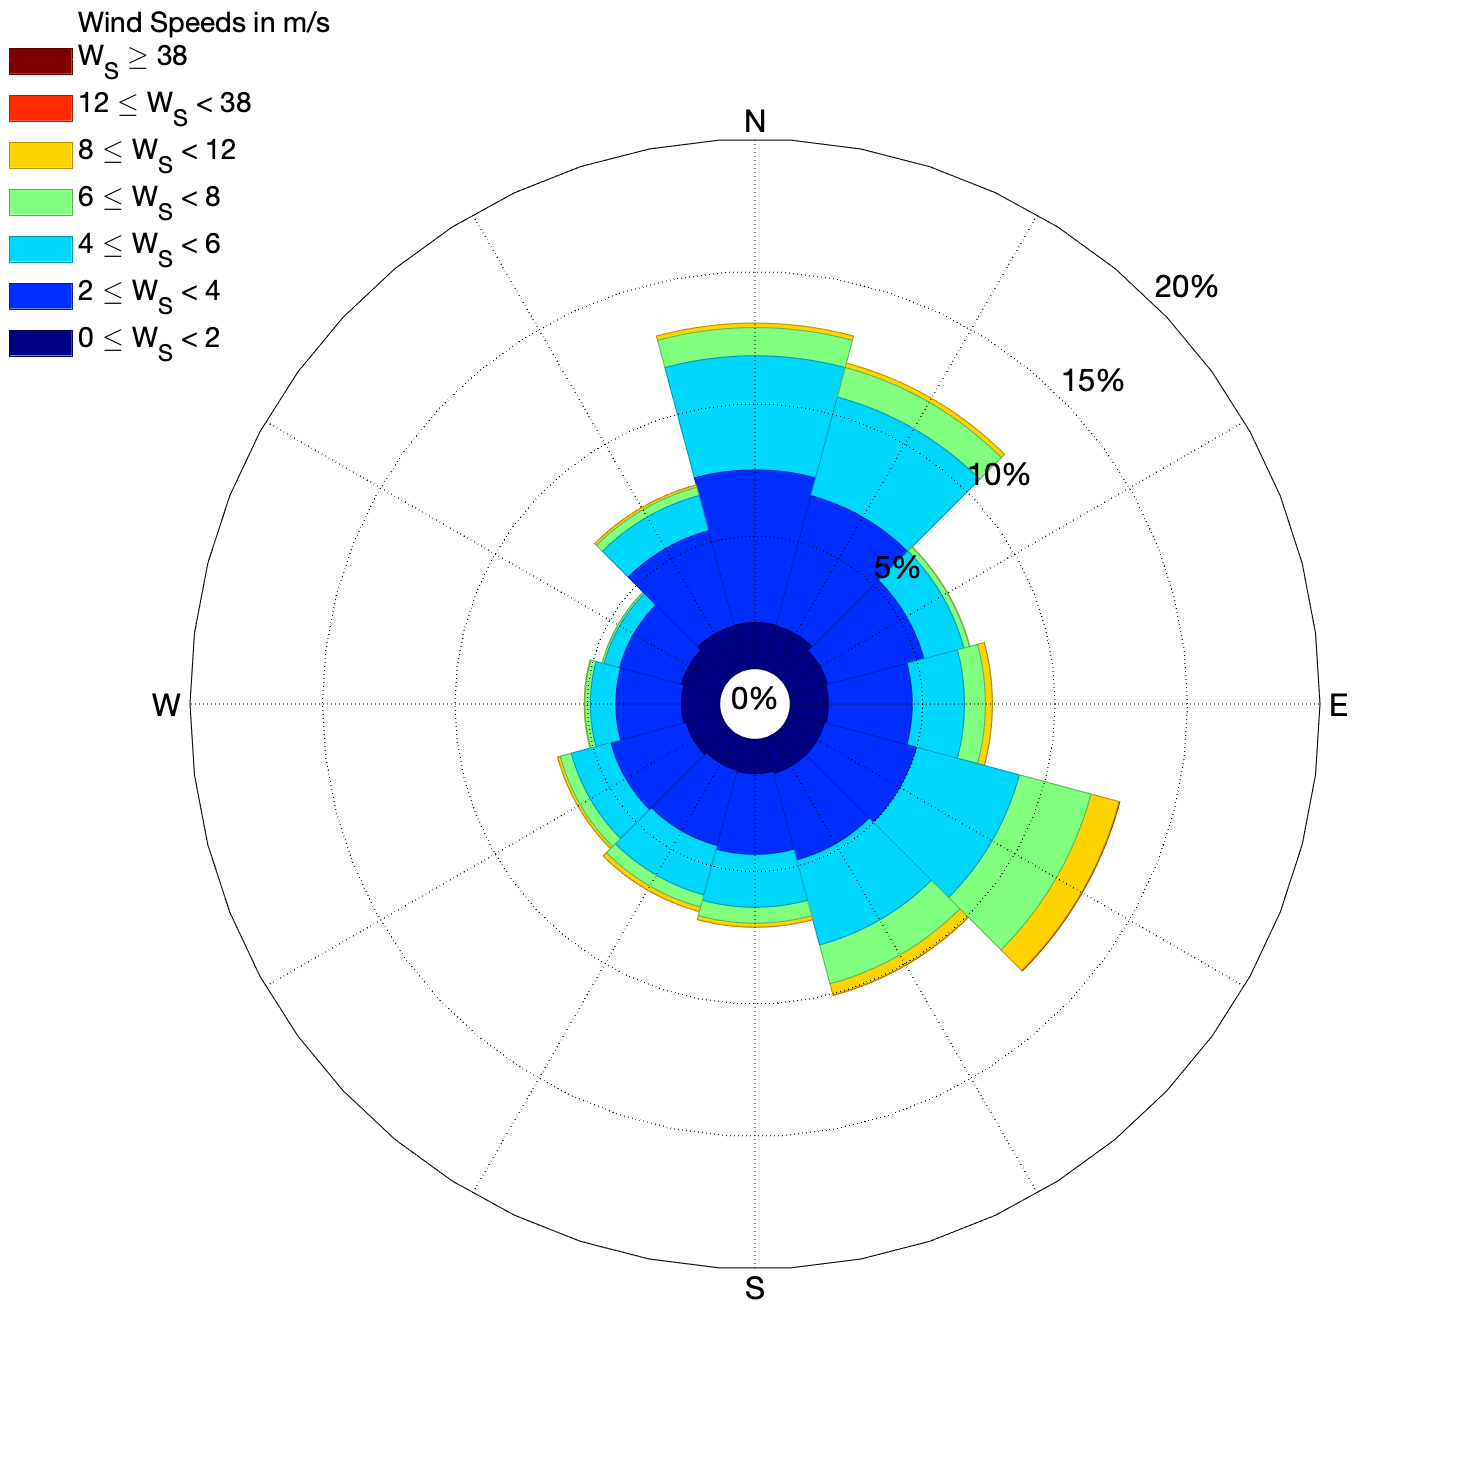 Wind Speeds in m/s
W_S ≥ 38
12 ≤ W_S < 38
8 ≤ W_S < 12
6 ≤ W_S < 8
4 ≤ W_S < 6
2 ≤ W_S < 4
0 ≤ W_S < 2
N
20%
15%
10%
5%
0%
W
E
S